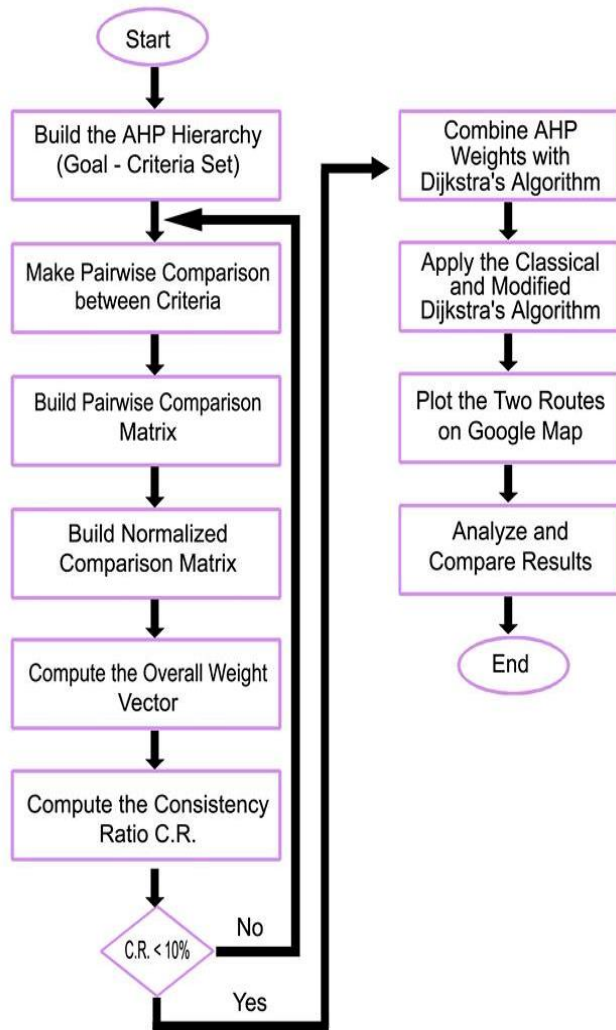 Start
Build the AHP Hierarchy
(Goal - Criteria Set)
Make Pairwise Comparison
between Criteria
Build Pairwise Comparison
Matrix
Build Normalized
Comparison Matrix
Compute the Overall Weight
Vector
Compute the Consistency
Ratio C.R.
C.R. < 10%
No
Yes
Combine AHP
Weights with
Dijkstra's Algorithm
Apply the Classical
and Modified
Dijkstra's Algorithm
Plot the Two Routes
on Google Map
Analyze and
Compare Results
End